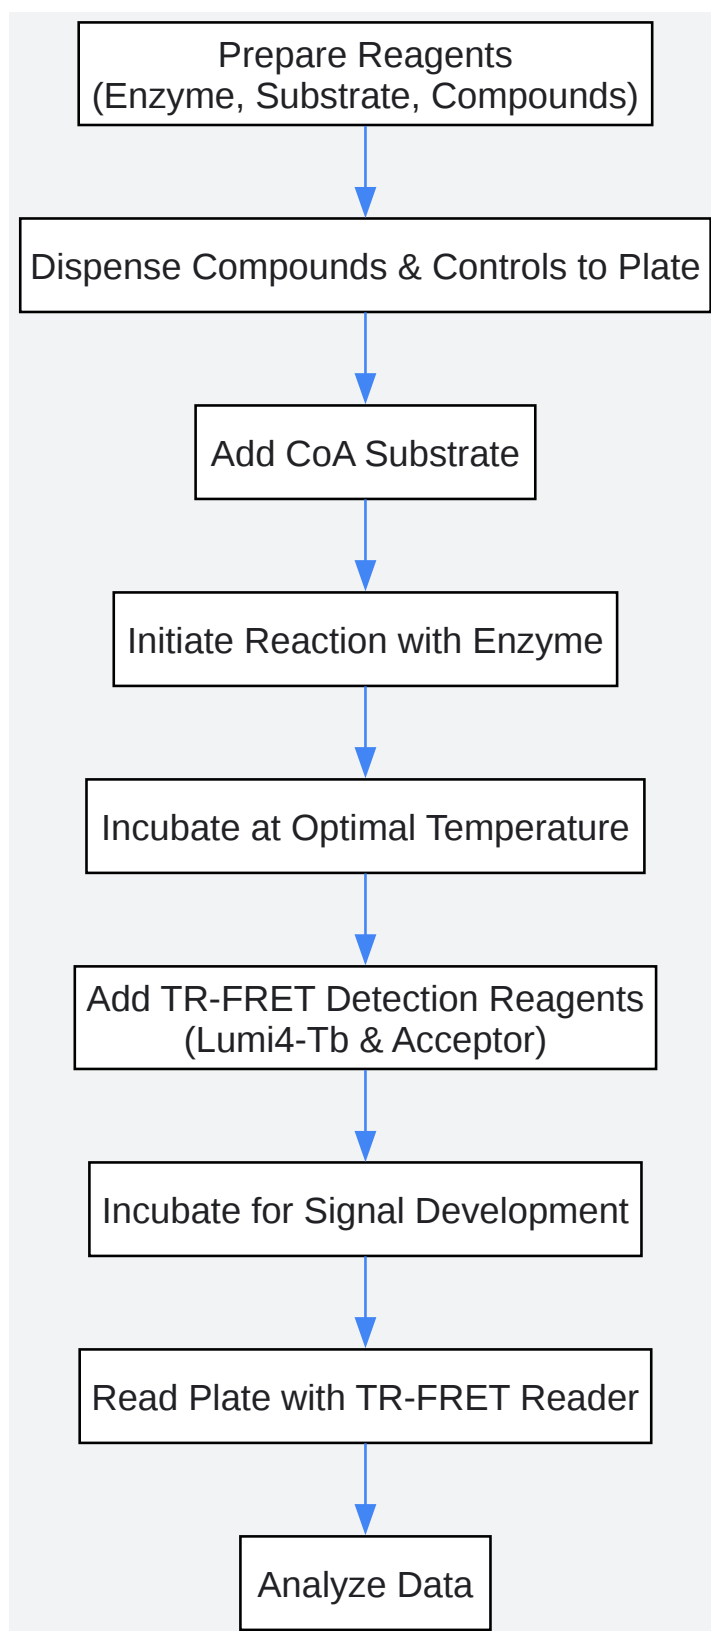 Prepare Reagents
(Enzyme, Substrate, Compounds)
Dispense Compounds & Controls to Plate
Add CoA Substrate
Initiate Reaction with Enzyme
Incubate at Optimal Temperature
Add TR-FRET Detection Reagents
(Lumi4-Tb & Acceptor)
Incubate for Signal Development
Read Plate with TR-FRET Reader
Analyze Data